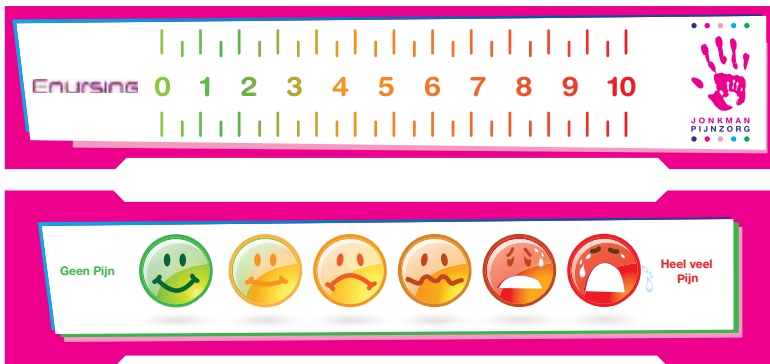 Enursing
0 1 2 3 4 5 6 7 8 9 10
JONKMAN
PIJNZORG
Geen Pijn
Heel veel
Pijn